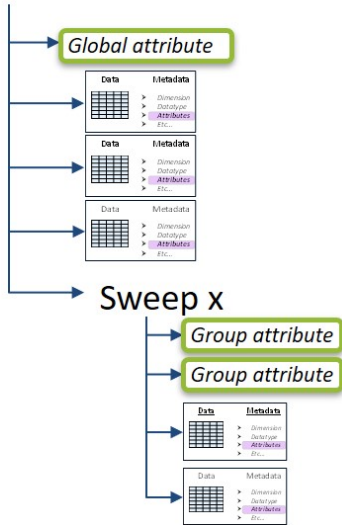 Global attribute
Data Metadata
Dimension
Datatype
Attributes
Etc...
Data Metadata
Dimension
Datatype
Attributes
Etc...
Data Metadata
Dimension
Datatype
Attributes
Etc...
Sweep x
Group attribute
Group attribute
Data Metadata
Dimension
Datatype
Attributes
Etc...
Data Metadata
Dimension
Datatype
Attributes
Etc...